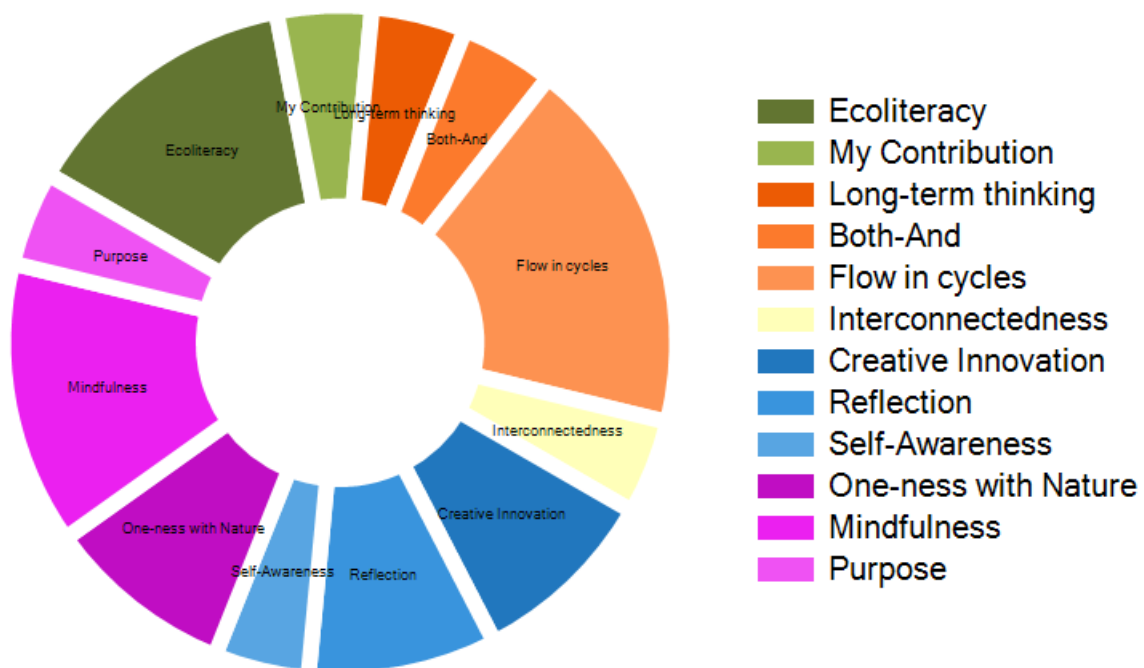 My Contribution
Long-term thinking
Both-And
Ecoliteracy
Purpose
Flow in cycles
Mindfulness
Interconnectedness
Creative Innovation
One-ness with Nature
Self-Awareness
Reflection
Ecoliteracy
My Contribution
Long-term thinking
Both-And
Flow in cycles
Interconnectedness
Creative Innovation
Reflection
Self-Awareness
One-ness with Nature
Mindfulness
Purpose